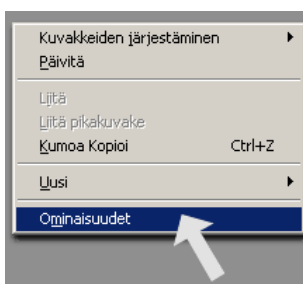 Kuvakkeiden järjestäminen
Päivitä
Liitä
Liitä pikakuvake
Kumoa Kopioi Ctrl+Z
Uusi
Ominaisuudet